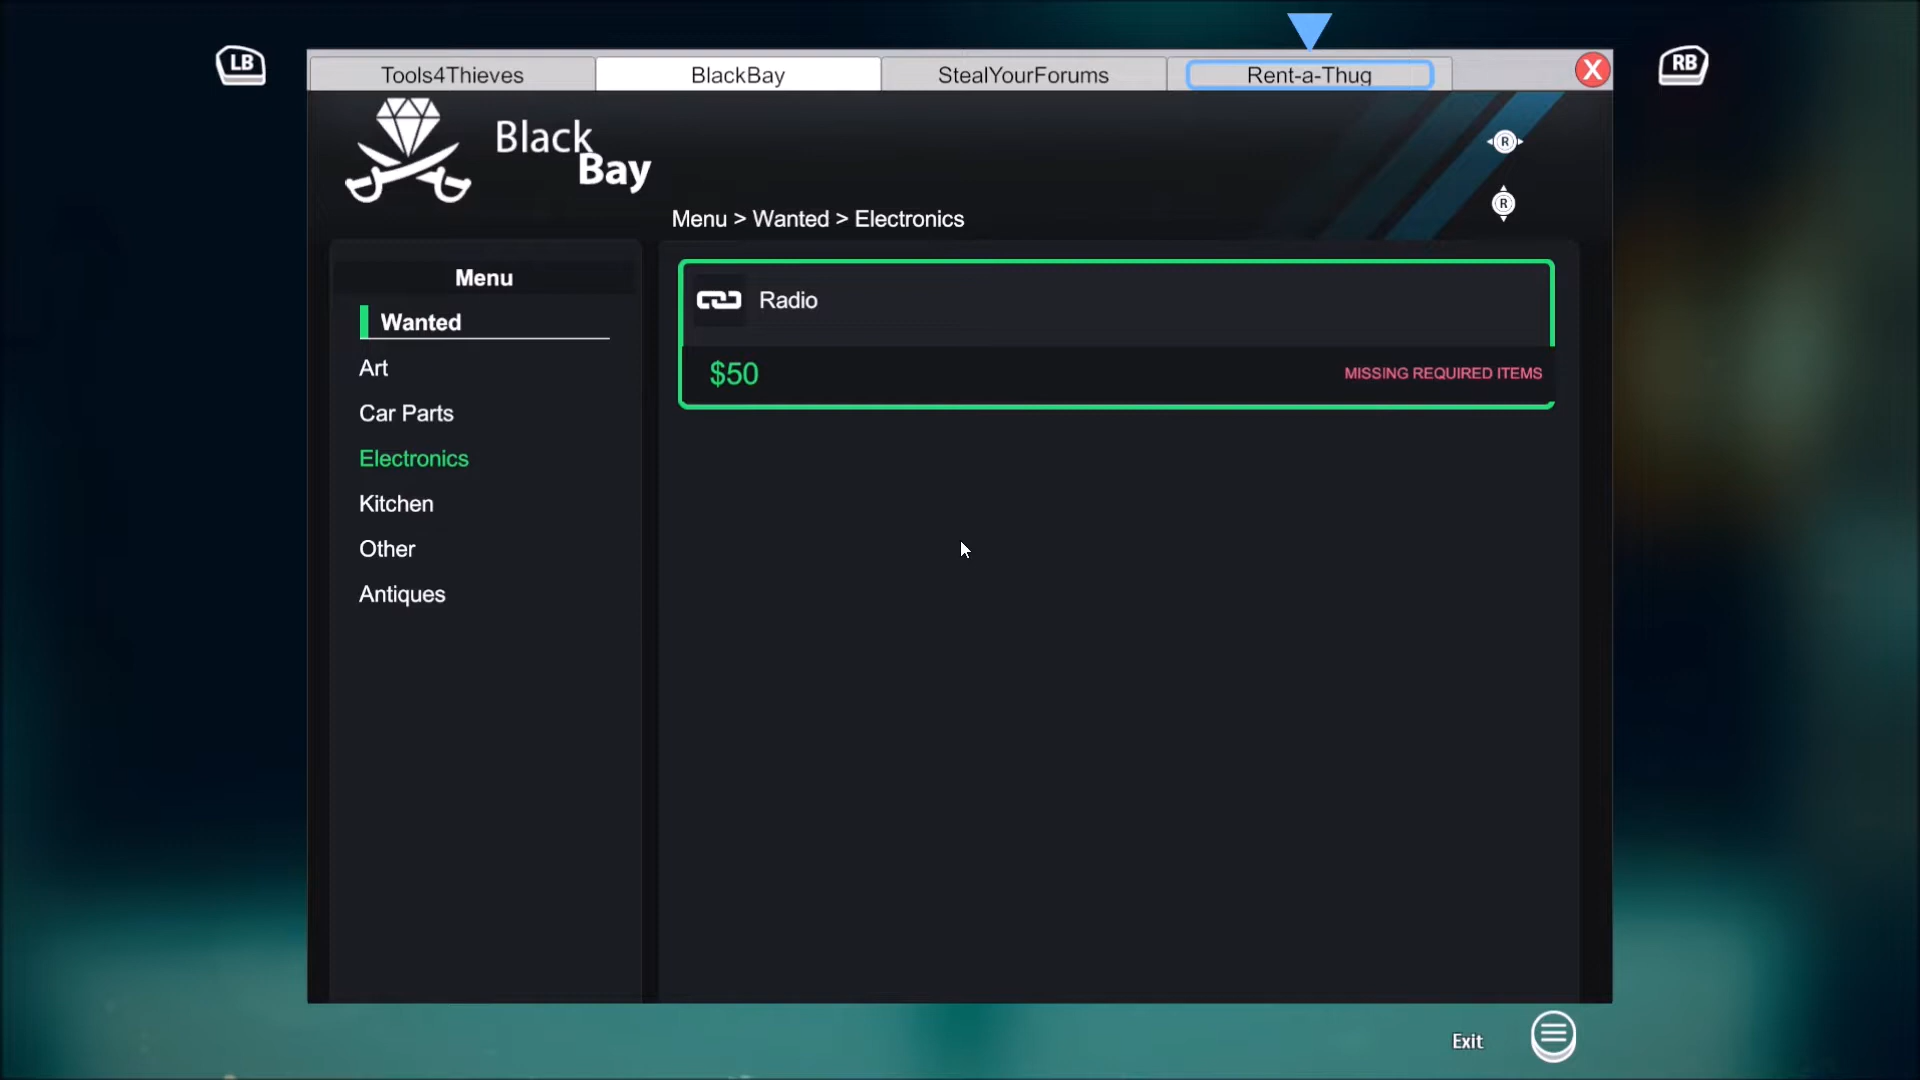 LB
Tools4Thieves
BlackBay
StealYourForums
Rent-a-Thug
X
RB
Black
Bay
R
R
Menu > Wanted > Electronics
Menu
Wanted
Art
Car Parts
Electronics
Kitchen
Other
Antiques
Radio
$50
MISSING REQUIRED ITEMS
Exit